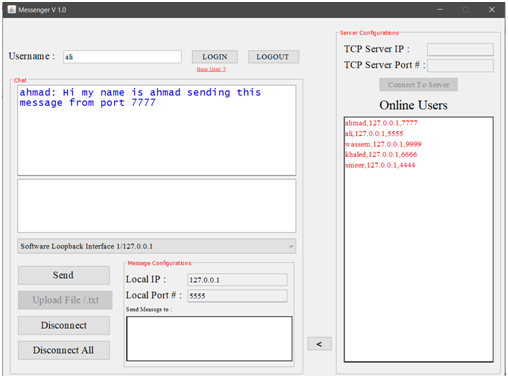 Messenger V 1.0
Server Configurations
Username :
ali
LOGIN
LOGOUT
New User ?
TCP Server IP :
TCP Server Port # :
Connect To Server
Chat
ahmad: Hi my name is ahmad sending this
message from port 7777
Online Users
ahmad,127.0.0.1,7777
ali,127.0.0.1,5555
wassem,127.0.0.1,9999
khaled,127.0.0.1,6666
smeer,127.0.0.1,4444
Software Loopback Interface 1/127.0.0.1
Send
Upload File /.txt
Disconnect
Disconnect All
Message Configurations
Local IP :
127.0.0.1
Local Port # :
5555
Send Message to :
<